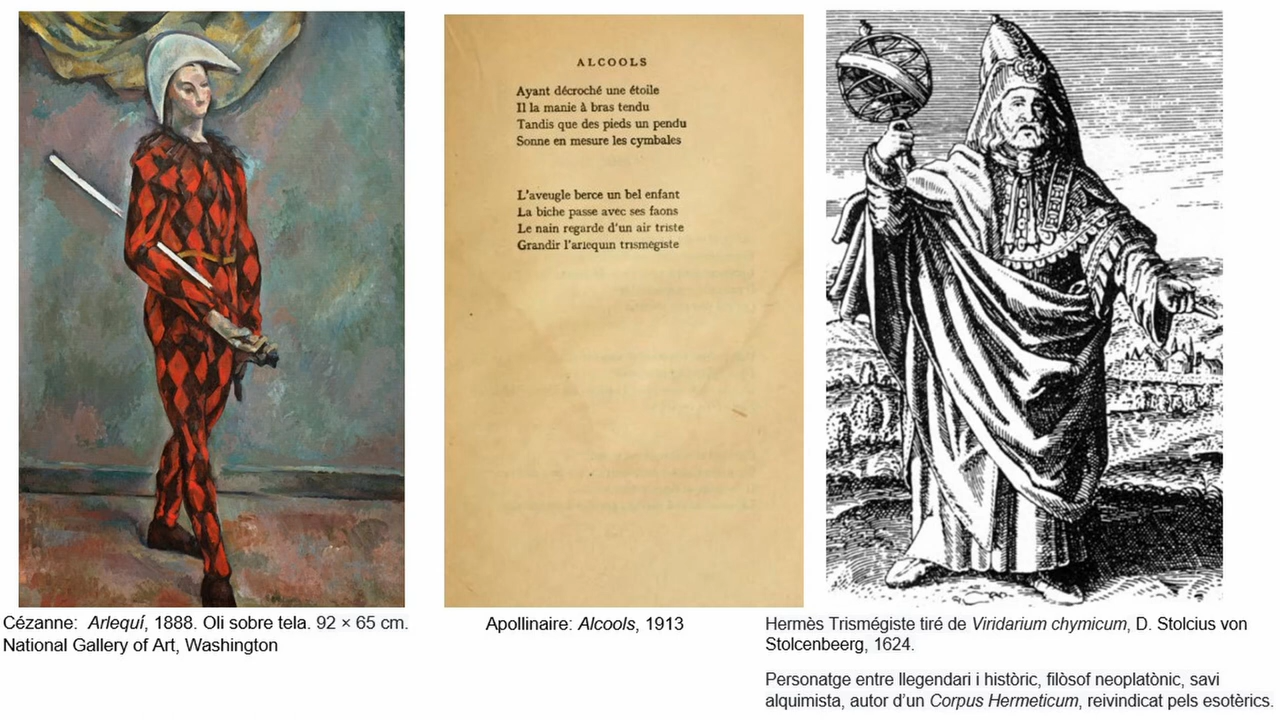 ALCOOLS
Ayant décroché une étoile
Il la manie à bras tendu
Tandis que des pieds un pendu
Sonne en mesure les cymbales
L'aveugle berce un bel enfant
La biche passe avec ses faons
Le nain regarde d'un air triste
Grandir l'arlequin trismégiste
Cézanne: Arlequí, 1888. Oli sobre tela. 92 × 65 cm.
National Gallery of Art, Washington
Apollinaire: Alcools, 1913
Hermès Trismégiste tiré de Viridarium chymicum, D. Stolcius von
Stolcenbeerg, 1624.
Personatge entre llegendari i històric, filòsof neoplatònic, savi
alquimista, autor d'un Corpus Hermeticum, reivindicat pels esotèrics.